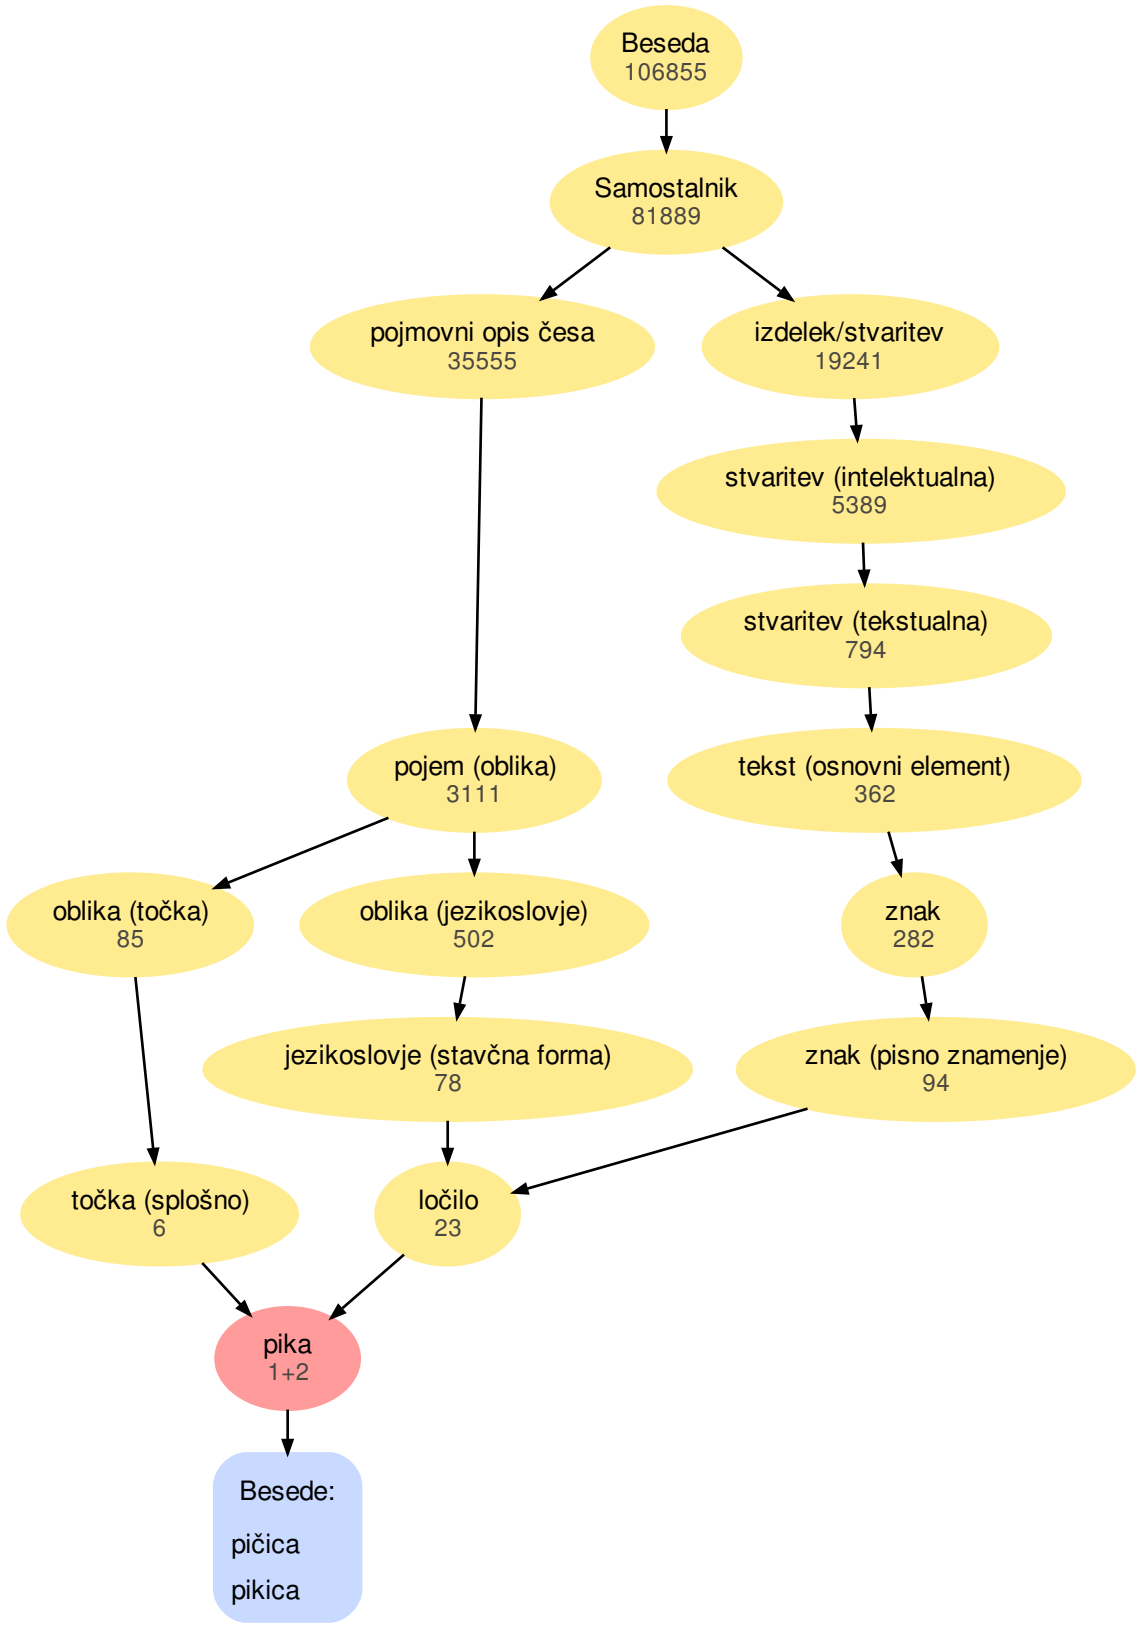 Beseda
106855
Samostalnik
81889
pojmovni opis česa
35555
izdelek/stvaritev
19241
stvaritev (intelektualna)
5389
stvaritev (tekstualna)
794
pojem (oblika)
3111
tekst (osnovni element)
362
oblika (točka)
85
oblika (jezikoslovje)
502
znak
282
jezikoslovje (stavčna forma)
78
znak (pisno znamenje)
94
točka (splošno)
6
ločilo
23
pika
1+2
Besede:
pičica
pikica